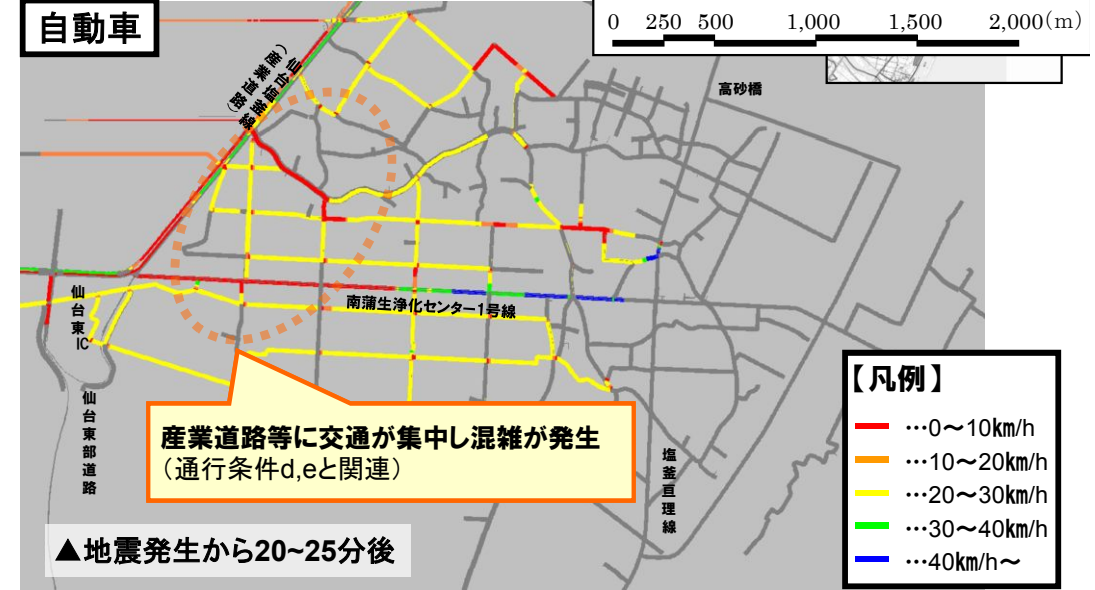 自動車
0 250 500 1,000 1,500 2,000(m)
(仙台塩釜線
産業道路)
高砂橋
仙台東IC
南蒲生浄化センター1号線
仙台東部道路
塩釜亘理線
産業道路等に交通が集中し混雑が発生
(通行条件d,eと関連)
▲地震発生から20~25分後
【凡例】
…0～10km/h
…10～20km/h
…20～30km/h
…30～40km/h
…40km/h～